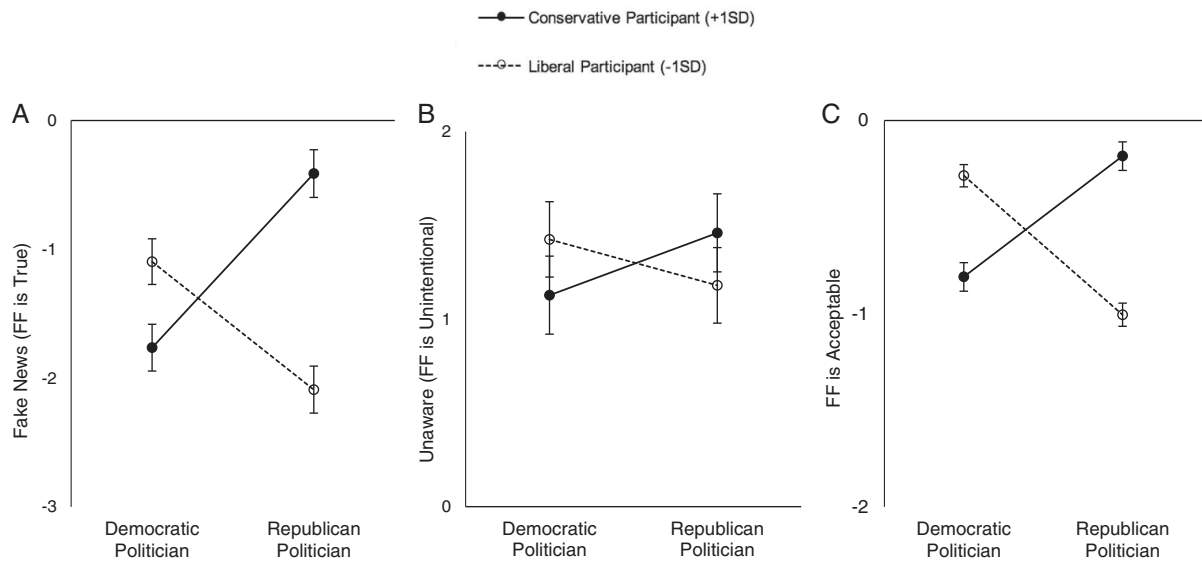 Conservative Participant (+1SD)
Liberal Participant (-1SD)
A
0
-1
-2
-3
Fake News (FF is True)
Democratic
Politician
Republican
Politician
B
2
1
0
Unaware (FF is Unintentional)
Democratic
Politician
Republican
Politician
C
0
-1
-2
FF is Acceptable
Democratic
Politician
Republican
Politician